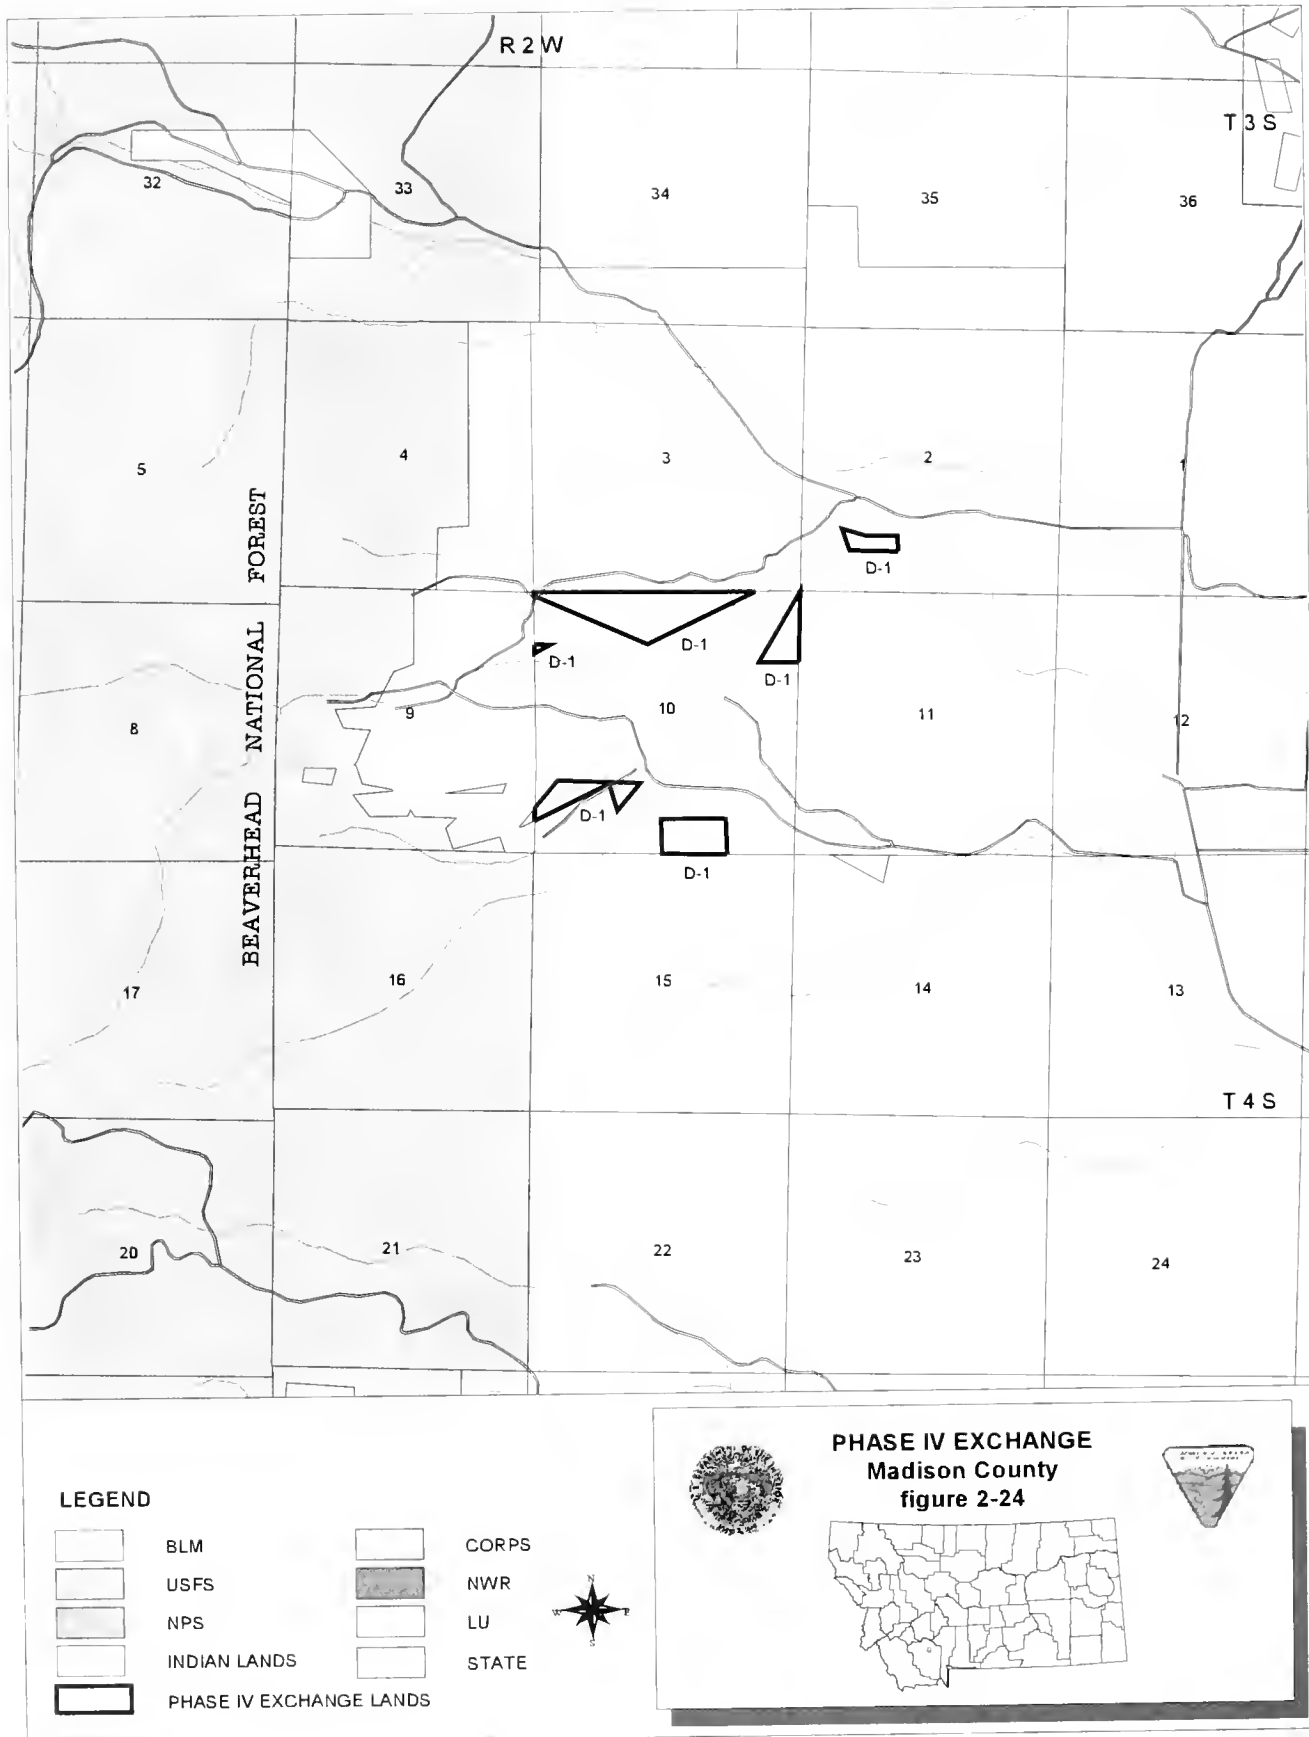 R 2 W
T 3 S
32
33
34
35
36
5
4
3
2
1
D-1
D-1
D-1
D-1
8
9
10
11
12
D-1
D-1
BEAVERHEAD NATIONAL FOREST
17
16
15
14
13
T 4 S
20
21
22
23
24
LEGEND
BLM
USFS
NPS
INDIAN LANDS
PHASE IV EXCHANGE LANDS
CORPS
NWR
LU
STATE
N
W
E
S
PHASE IV EXCHANGE
Madison County
figure 2-24